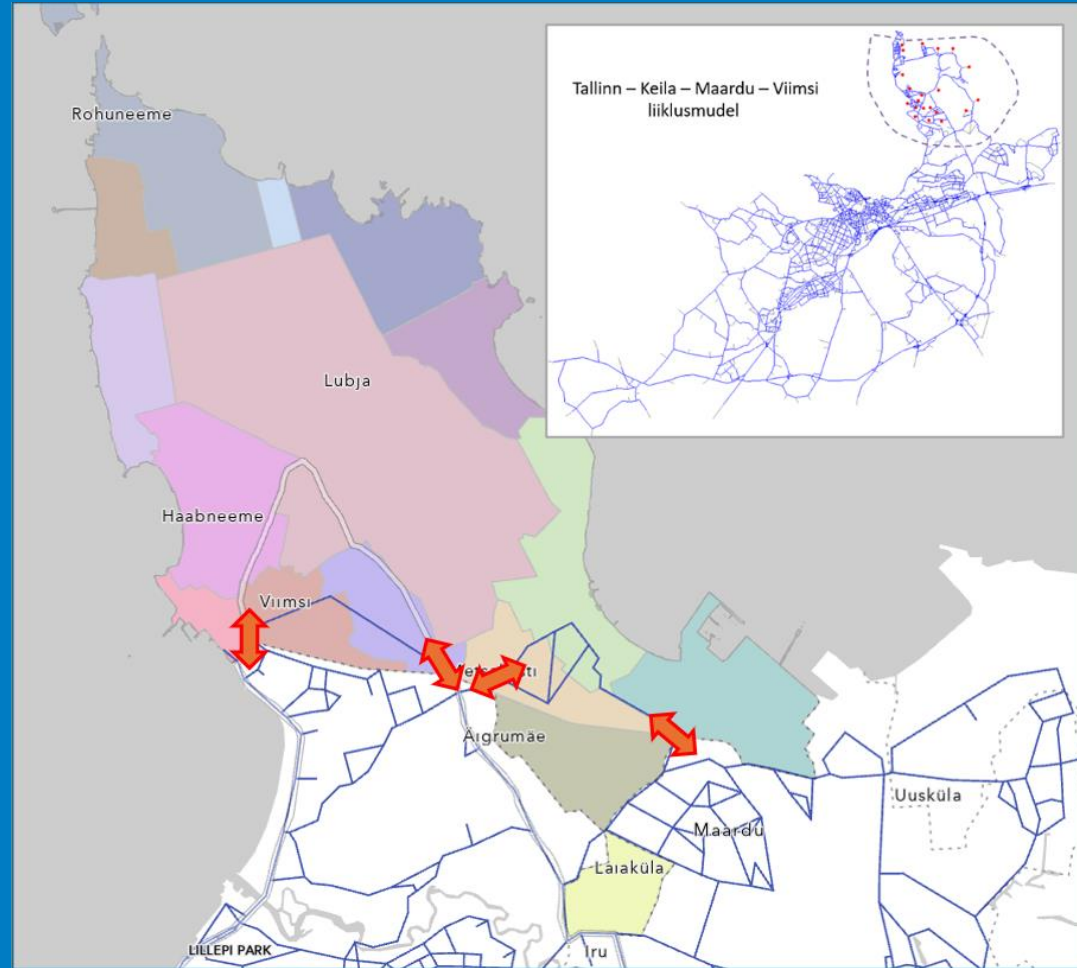 Tallinn – Keila – Maardu – Viimsi
liiklusmudel
Rohuneeme
Lubja
Haabneeme
Viimsi
Äigrumäe
Uusküla
Maardu
Laiaküla
LILLEPI PARK
Iru